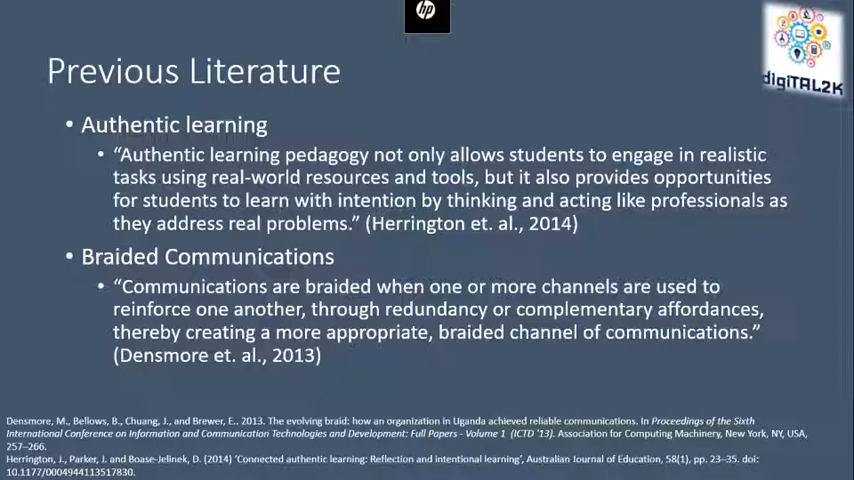 hp
digiTAL2K
Previous Literature
• Authentic learning
• “Authentic learning pedagogy not only allows students to engage in realistic
tasks using real-world resources and tools, but it also provides opportunities
for students to learn with intention by thinking and acting like professionals as
they address real problems.” (Herrington et. al., 2014)
• Braided Communications
• “Communications are braided when one or more channels are used to
reinforce one another, through redundancy or complementary affordances,
thereby creating a more appropriate, braided channel of communications.”
(Densmore et. al., 2013)
Densmore, M., Bellows, B., Chuang, J., and Brewer, E.. 2013. The evolving braid: how an organization in Uganda achieved reliable communications. In Proceedings of the Sixth
International Conference on Information and Communication Technologies and Development: Full Papers - Volume 1 (ICTD '13). Association for Computing Machinery, New York, NY, USA,
257–266.
Herrington, J., Parker, J. and Boase-Jelinek, D. (2014) ‘Connected authentic learning: Reflection and intentional learning’, Australian Journal of Education, 58(1), pp. 23–35. doi:
10.1177/0004944113517830.